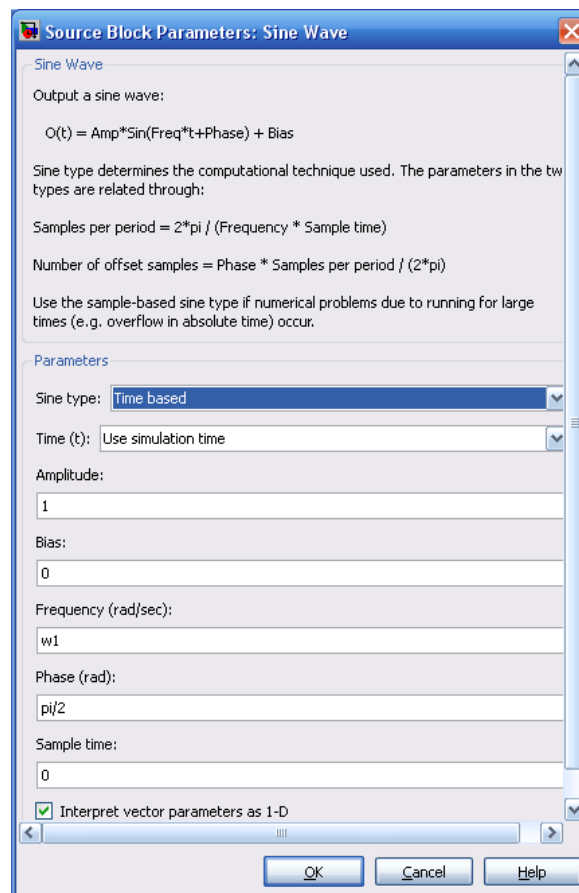 Source Block Parameters: Sine Wave
Sine Wave
Output a sine wave:
O(t) = Amp*Sin(Freq*t+Phase) + Bias
Sine type determines the computational technique used. The parameters in the tw
types are related through:
Samples per period = 2*pi / (Frequency * Sample time)
Number of offset samples = Phase * Samples per period / (2*pi)
Use the sample-based sine type if numerical problems due to running for large
times (e.g. overflow in absolute time) occur.
Parameters
Sine type: Time based
Time (t): Use simulation time
Amplitude:
1
Bias:
0
Frequency (rad/sec):
w1
Phase (rad):
pi/2
Sample time:
0
Interpret vector parameters as 1-D
OK Cancel Help